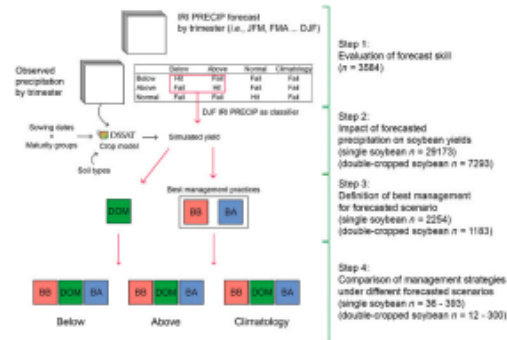 IRI PRECIP forecast
by trimester (i.e., JFM, FMA ... DJF)
Observed
precipitation
by trimester
Below Above Normal Climatology
Below Hit Fail Fail Fail
Above Fail Hit Fail Fail
Normal Fail Fail Hit Fail
DJF IRI PRECIP as classifier
Sowing dates
×
Maturity groups
DSSAT
Crop model
Simulated yield
Soil types
Best management practices
DOM
BB BA
BB DOM BA
BB DOM BA
BB DOM BA
Below Above Climatology
Step 1:
Evaluation of forecast skill
(n = 3584)
Step 2:
Impact of forecasted
precipitation on soybean yields
(single soybean n = 29173)
(double-cropped soybean n = 7293)
Step 3:
Definition of best management
for forecasted scenario
(single soybean n = 2254)
(double-cropped soybean n = 1183)
Step 4:
Comparison of management strategies
under different forecasted scenarios
(single soybean n = 36 - 393)
(double-cropped soybean n = 12 - 300)